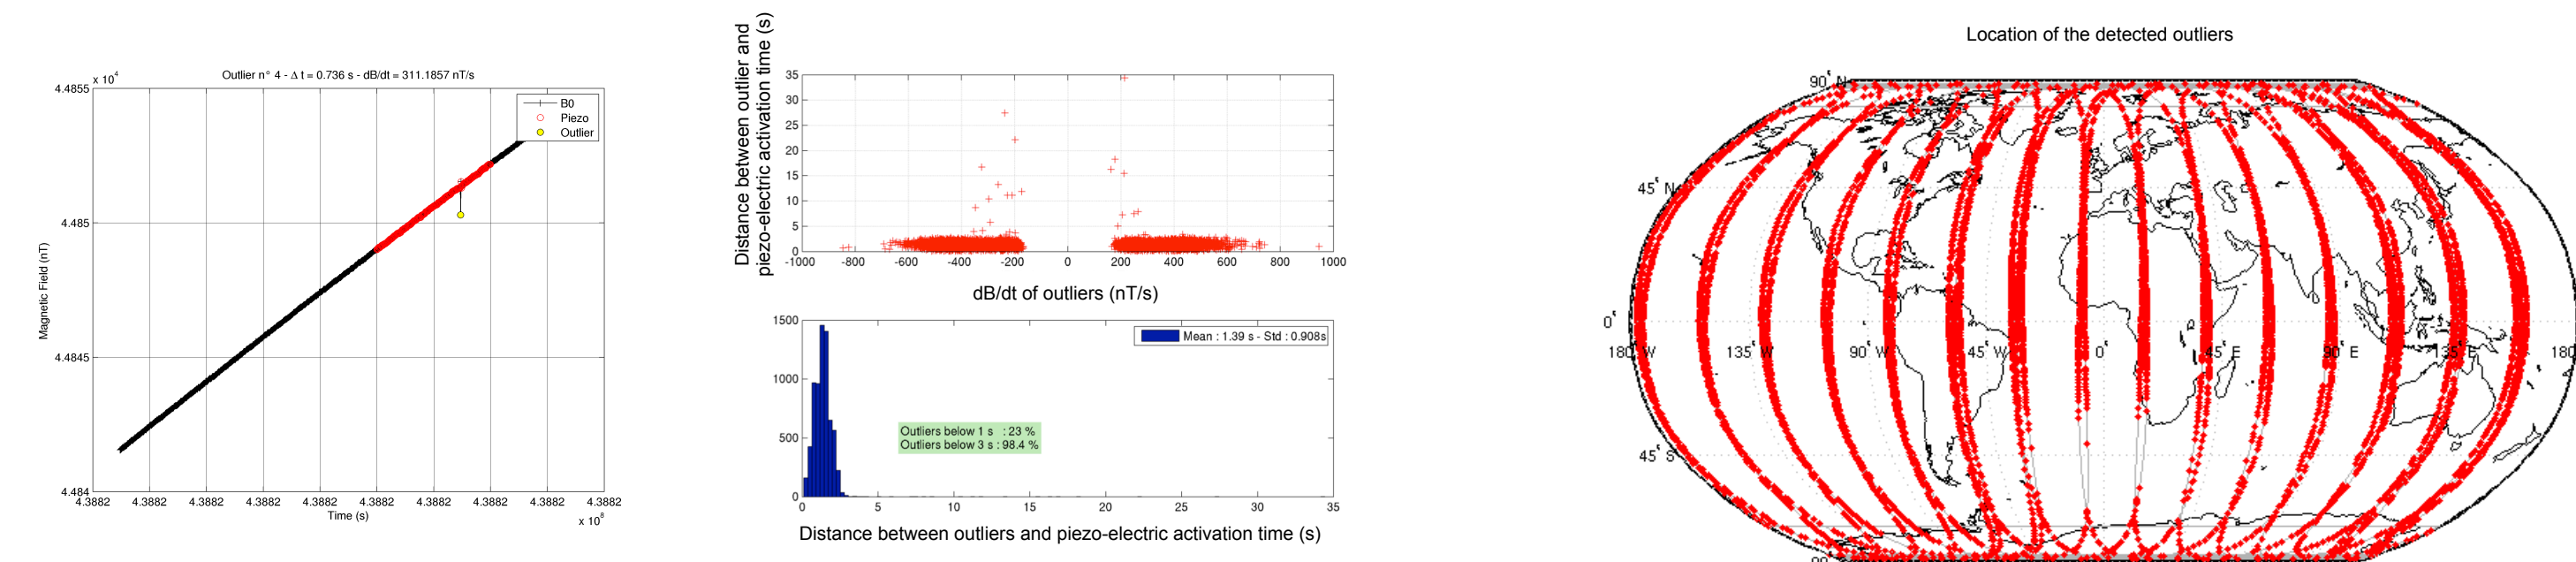 Outlier n° 4 - Δ t = 0.736 s - dB/dt = 311.1857 nT/s
x 10^4
4.4855
4.485
4.4845
4.484
Magnetic Field (nT)
B0
Piezo
Outlier
4.3882 4.3882 4.3882 4.3882 4.3882 4.3882 4.3882 4.3882 4.3882 4.3882
Time (s)
x 10^8
Distance between outlier and
piezo-electric activation time (s)
35
30
25
20
15
10
5
0
-1000 -800 -600 -400 -200 0 200 400 600 800 1000
dB/dt of outliers (nT/s)
1500
1000
500
0
Mean : 1.39 s - Std : 0.908s
Outliers below 1 s : 23 %
Outliers below 3 s : 98.4 %
0 5 10 15 20 25 30 35
Distance between outliers and piezo-electric activation time (s)
Location of the detected outliers
90° N
45° N
0°
180° W 135° W 90° W 45° W 0° 45° E 90° E 135° E 180
45° S